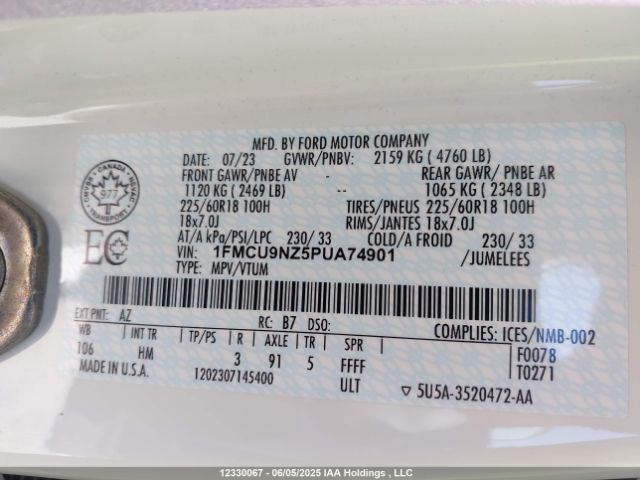 MFD. BY FORD MOTOR COMPANY
DATE: 07/23 GVWR/PNBV: 2159 KG ( 4760 LB)
FRONT GAWR/ PNBE AV - REAR GAWR/ PNBE AR
1120 KG ( 2469 LB) -- 1065 KG ( 2348 LB)
225/60R18 100H TIRES/PNEUS 225/60R18 100H
18x7.0J RIMS/JANTES 18x7.0J
AT/A kPa/PSI/LPC 230/ 33 COLD/A FROID 230/ 33
VIN: 1FMCU9NZ5PUA74901 /JUMELEES
TYPE: MPV/VTUM
CANADA
977
TRANSPORT
EC
EXT PNT: AZ RC: B7 DSO: COMPLIES: ICES/NMB-002
WB INT TR TP/PS R AXLE TR SPR F0078
106 HM 3 91 5 FFFF T0271
MADE IN U.S.A. 1202307145400 ULT ▽ 5U5A-3520472-AA
12330067 - 06/05/2025 IAA Holdings , LLC